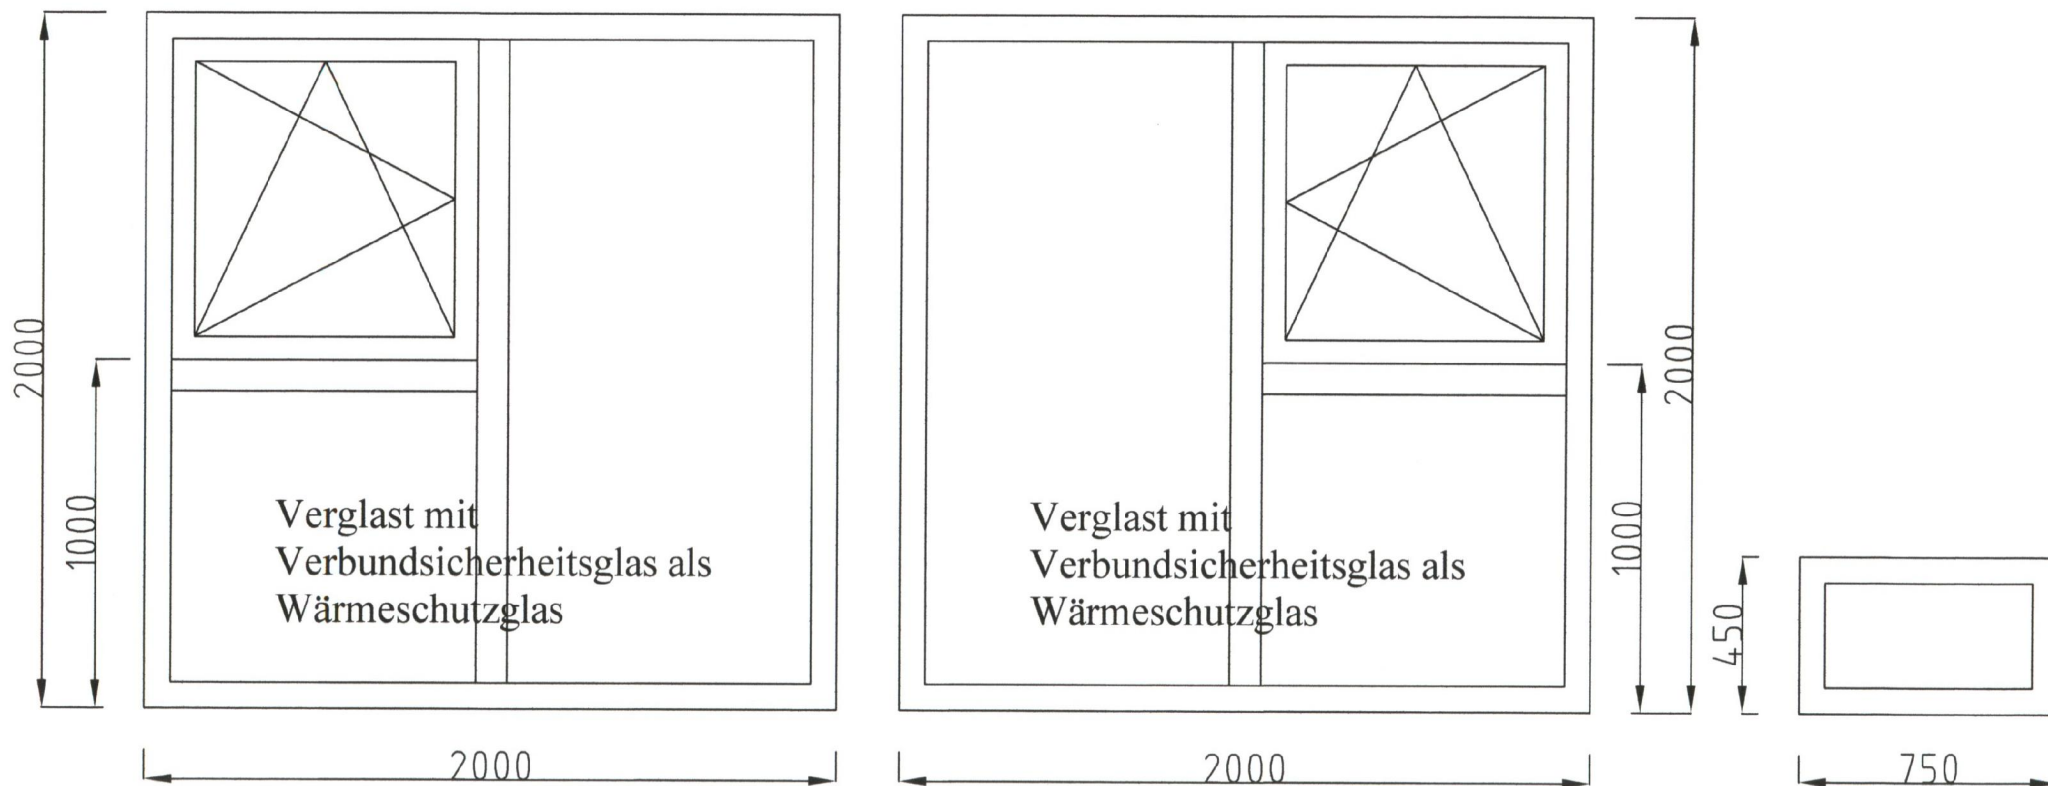 2000
1000
Verglast mit
Verbundsicherheitsglas als
Wärmeschutzglas
2000
Verglast mit
Verbundsicherheitsglas als
Wärmeschutzglas
2000
1000
2000
450
750